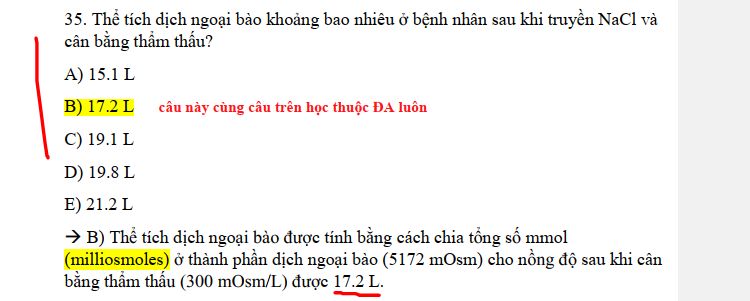 35. Thể tích dịch ngoại bào khoảng bao nhiêu ở bệnh nhân sau khi truyền NaCl và
cân bằng thẩm thấu?
A) 15.1 L
B) 17.2 L câu này cùng câu trên học thuộc ĐA luôn
C) 19.1 L
D) 19.8 L
E) 21.2 L
→ B) Thể tích dịch ngoại bào được tính bằng cách chia tổng số mmol
(milliosmoles) ở thành phần dịch ngoại bào (5172 mOsm) cho nồng độ sau khi cân
bằng thẩm thấu (300 mOsm/L) được 17.2 L.